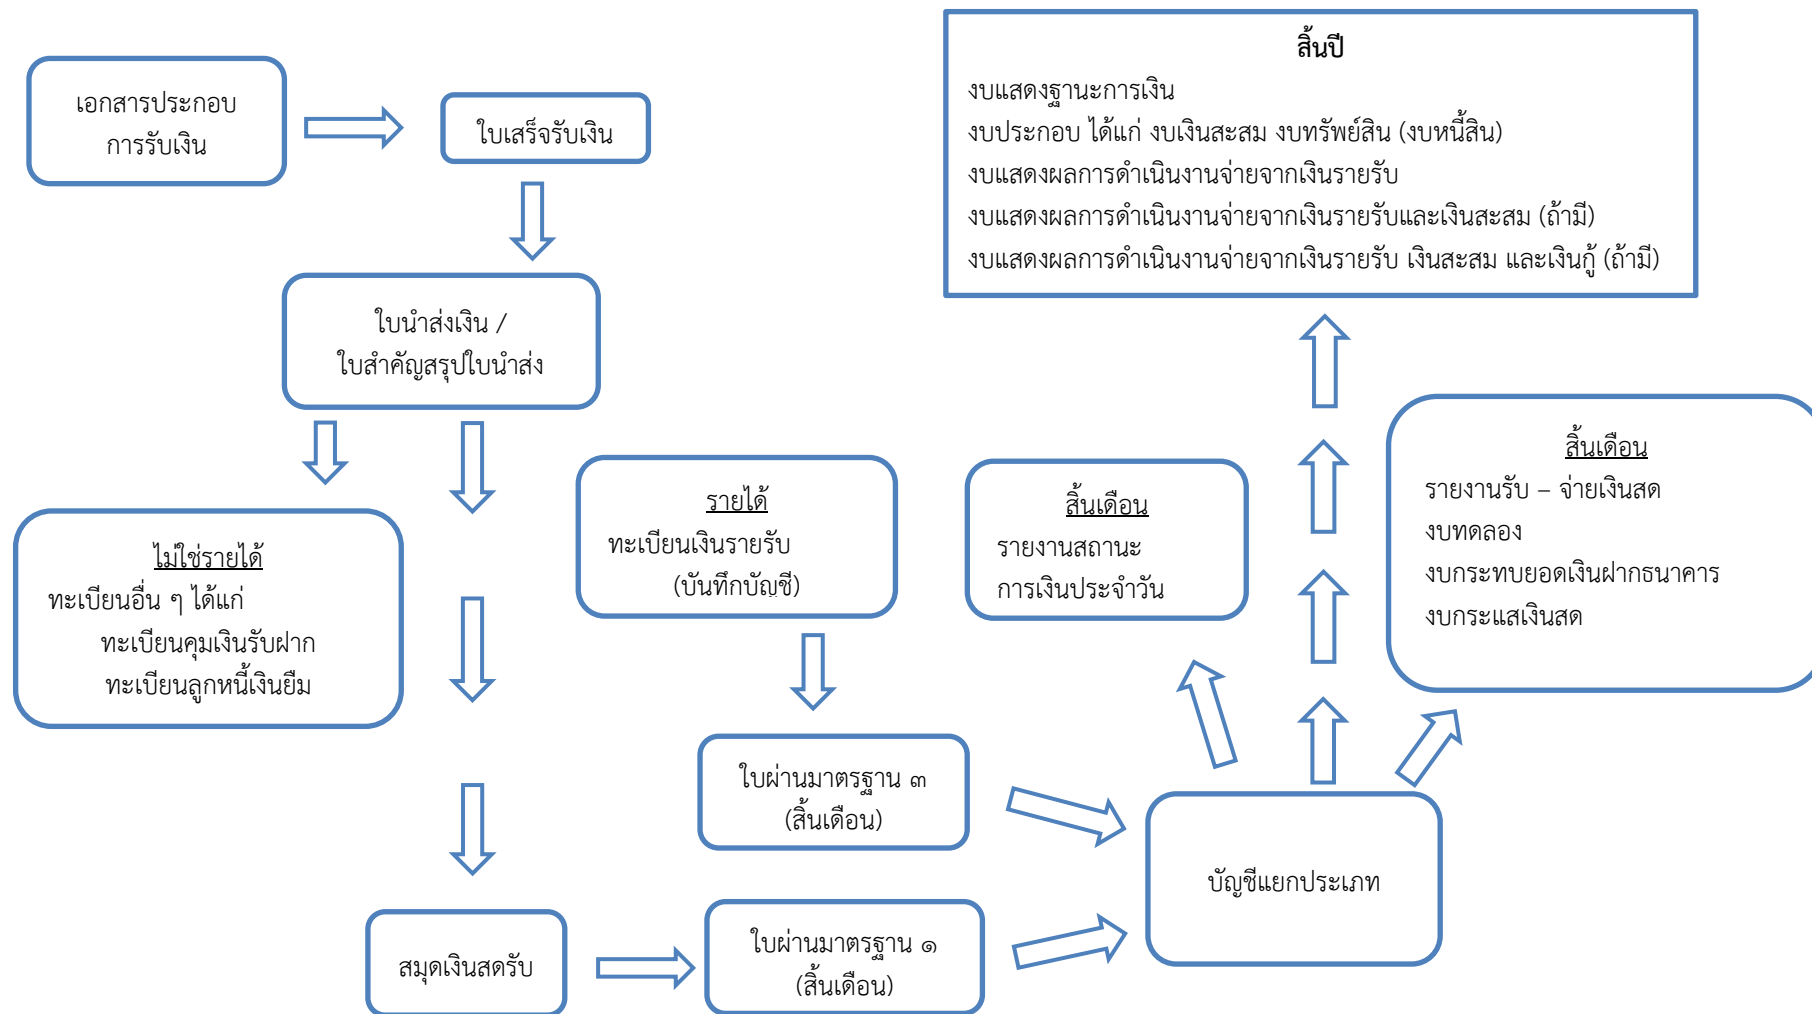 เอกสารประกอบ
การรับเงิน
ใบเสร็จรับเงิน
ใบนำส่งเงิน /
ใบสำคัญสรุปใบนำส่ง
ไม่ใช่รายได้
ทะเบียนอื่น ๆ ได้แก่
ทะเบียนคุมเงินรับฝาก
ทะเบียนลูกหนี้เงินยืม
รายได้
ทะเบียนเงินรายรับ
(บันทึกบัญชี)
ใบผ่านมาตรฐาน ๓
(สิ้นเดือน)
สมุดเงินสดรับ
ใบผ่านมาตรฐาน ๑
(สิ้นเดือน)
บัญชีแยกประเภท
สิ้นเดือน
รายงานสถานะ
การเงินประจำวัน
สิ้นปี
งบแสดงฐานะการเงิน
งบประกอบ ได้แก่ งบเงินสะสม งบทรัพย์สิน (งบหนี้สิน)
งบแสดงผลการดำเนินงานจ่ายจากเงินรายรับ
งบแสดงผลการดำเนินงานจ่ายจากเงินรายรับและเงินสะสม (ถ้ามี)
งบแสดงผลการดำเนินงานจ่ายจากเงินรายรับ เงินสะสม และเงินกู้ (ถ้ามี)
สิ้นเดือน
รายงานรับ – จ่ายเงินสด
งบทดลอง
งบกระทบยอดเงินฝากธนาคาร
งบกระแสเงินสด